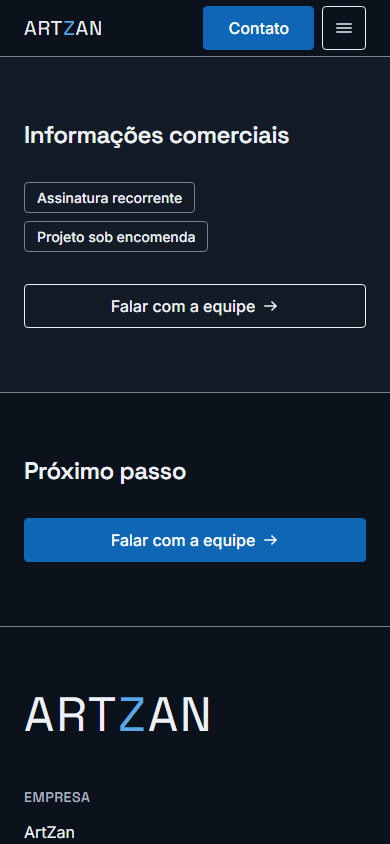 ARTZAN
Contato
Informações comerciais
Assinatura recorrente
Projeto sob encomenda
Falar com a equipe →
Próximo passo
Falar com a equipe →
ARTZAN
EMPRESA
ArtZan